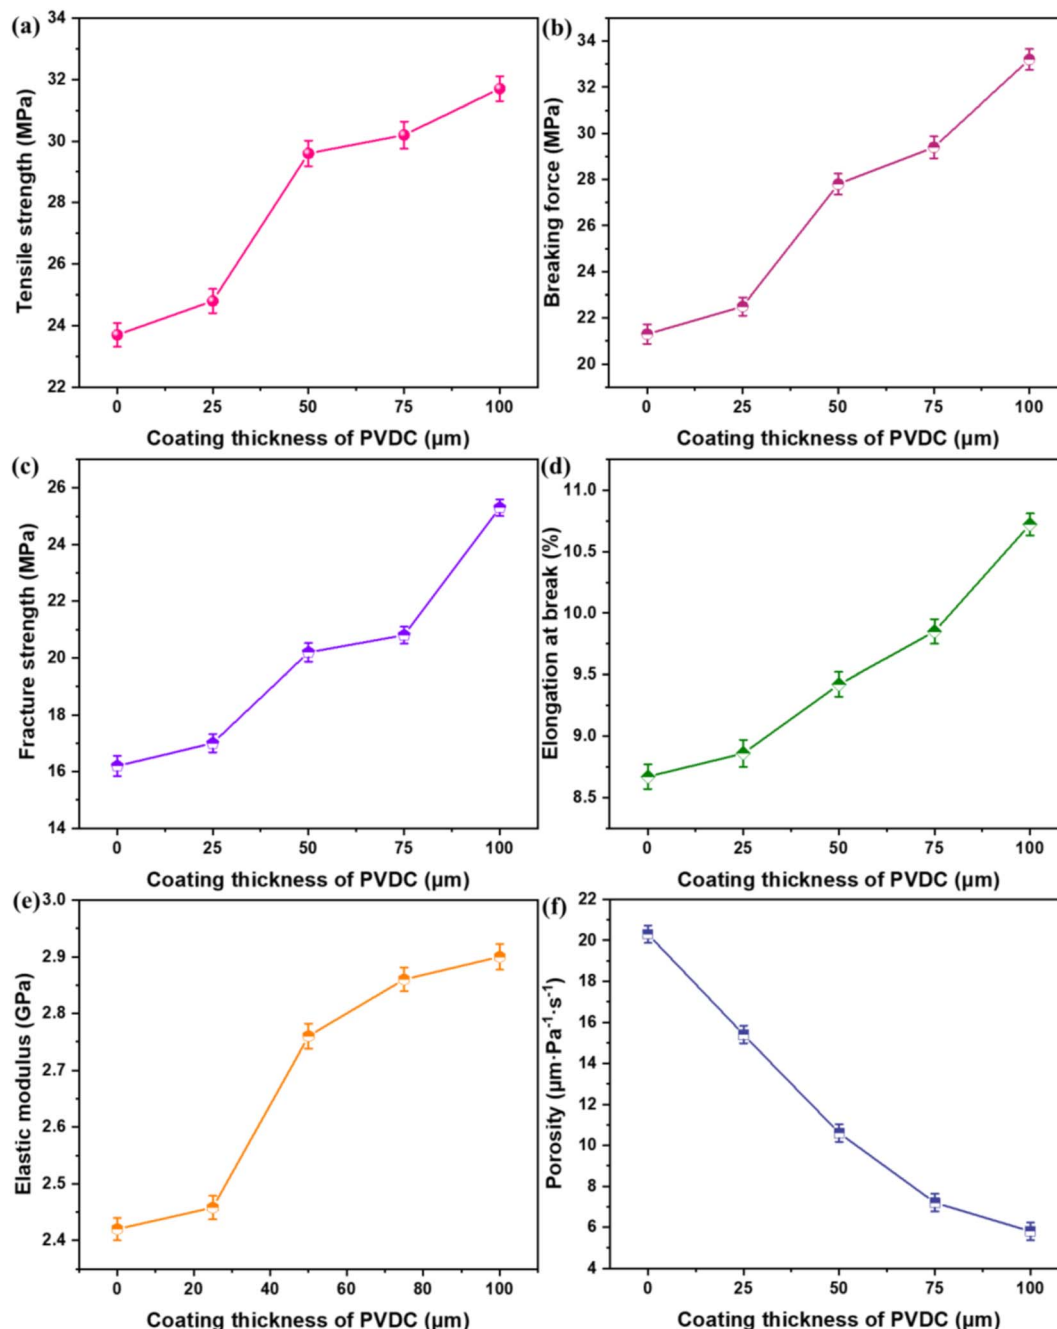 (a)
34
32
30
28
26
24
22
Tensile strength (MPa)
0 25 50 75 100
Coating thickness of PVDC (μm)
(b)
34
32
30
28
26
24
22
20
Breaking force (MPa)
0 25 50 75 100
Coating thickness of PVDC (μm)
(c)
26
24
22
20
18
16
14
Fracture strength (MPa)
0 25 50 75 100
Coating thickness of PVDC (μm)
(d)
11.0
10.5
10.0
9.5
9.0
8.5
Elongation at break (%)
0 25 50 75 100
Coating thickness of PVDC (μm)
(e)
3.0
2.9
2.8
2.7
2.6
2.5
2.4
Elastic modulus (GPa)
0 20 40 60 80 100
Coating thickness of PVDC (μm)
(f)
22
20
18
16
14
12
10
8
6
4
Porosity (μm·Pa⁻¹·s⁻¹)
0 25 50 75 100
Coating thickness of PVDC (μm)